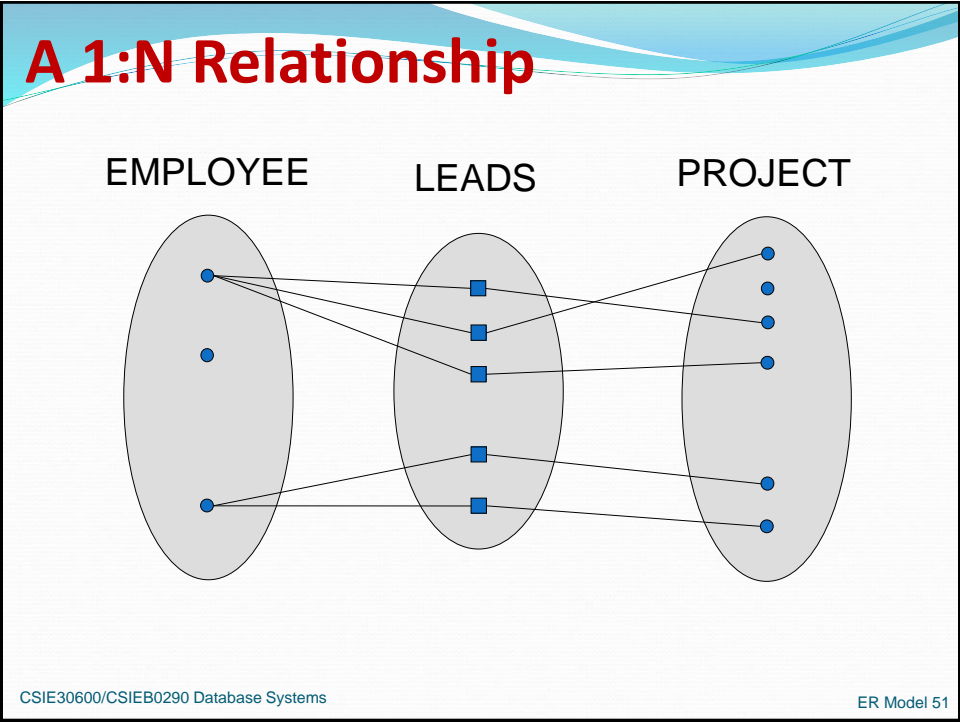 A 1:N Relationship
EMPLOYEE LEADS PROJECT
CSIE30600/CSIEB0290 Database Systems
ER Model 51